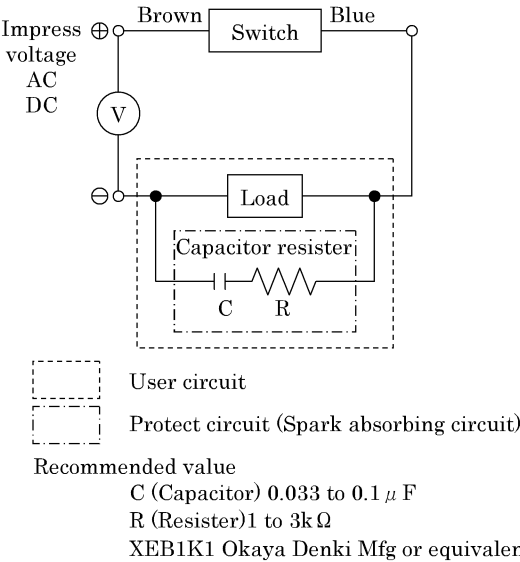 Impress
voltage
AC
DC
⊕
Brown
Switch
Blue
V
⊖
Load
Capacitor resister
C
R
User circuit
Protect circuit (Spark absorbing circuit)
Recommended value
C (Capacitor) 0.033 to 0.1 μ F
R (Resister)1 to 3kΩ
XEB1K1 Okaya Denki Mfg or equivalen